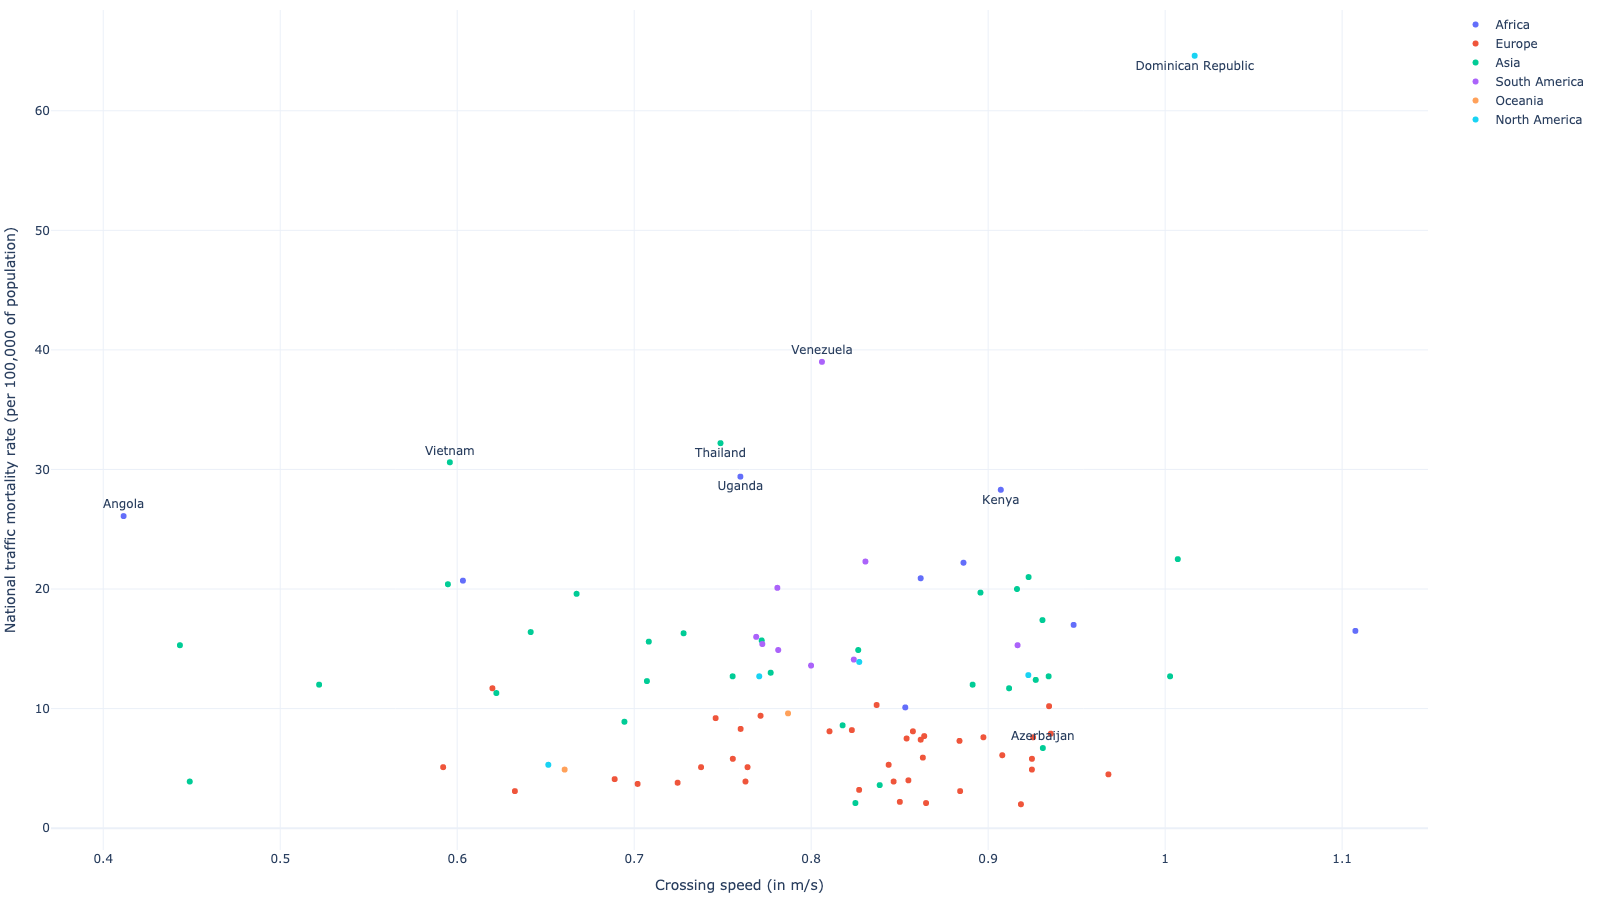 Africa
Europe
Asia
South America
Oceania
North America
Dominican Republic
Venezuela
Vietnam
Thailand
Uganda
Kenya
Angola
Azerbaijan
National traffic mortality rate (per 100,000 of population)
60
50
40
30
20
10
0
0.4
0.5
0.6
0.7
0.8
0.9
1
1.1
Crossing speed (in m/s)